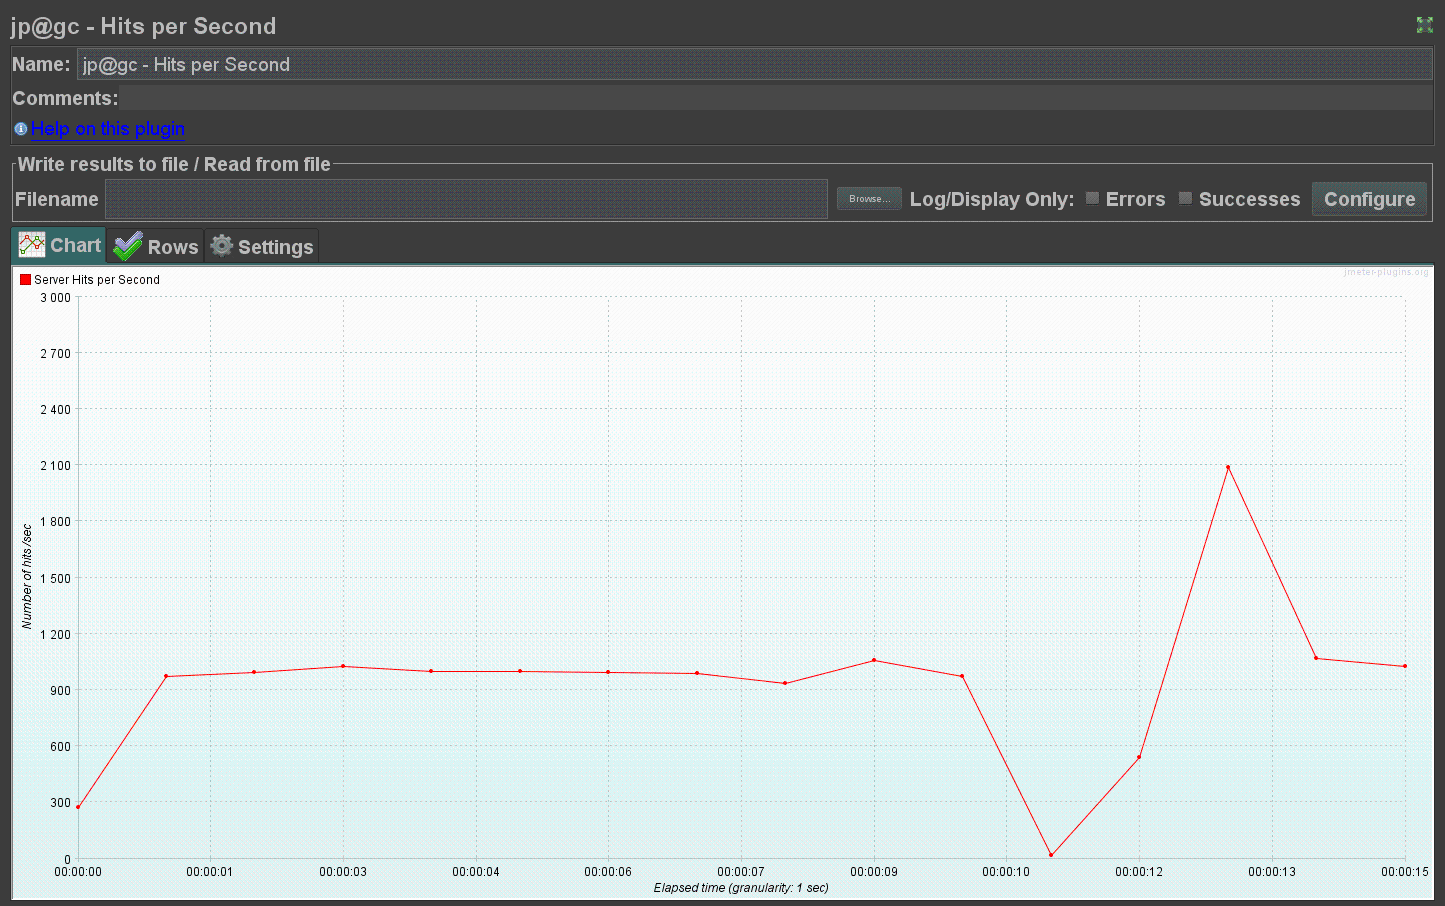 jp@gc - Hits per Second
Name: jp@gc - Hits per Second
Comments:
Help on this plugin
Write results to file / Read from file
Filename Browse... Log/Display Only: Errors Successes Configure
Chart Rows Settings
jmeter-plugins.org
Server Hits per Second
3 000
2 700
2 400
2 100
1 800
1 500
1 200
900
600
300
0
Number of hits /sec
00:00:00 00:00:01 00:00:03 00:00:04 00:00:06 00:00:07 00:00:09 00:00:10 00:00:12 00:00:13 00:00:15
Elapsed time (granularity: 1 sec)